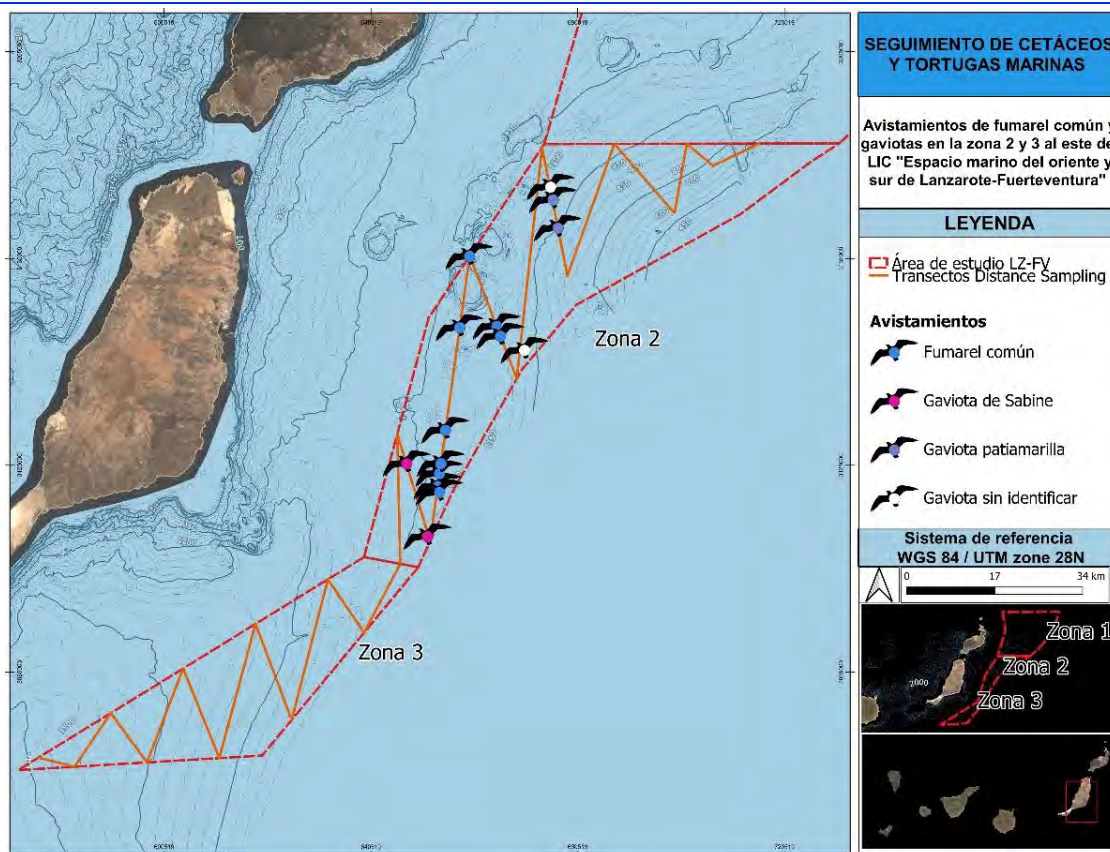 SEGUIMIENTO DE CETÁCEOS
Y TORTUGAS MARINAS
Avistamientos de fumarel común y
gaviotas en la zona 2 y 3 al este de
LIC "Espacio marino del oriente y
sur de Lanzarote-Fuerteventura"
LEYENDA
Área de estudio LZ-FV
Transectos Distance Sampling
Avistamientos
Fumarel común
Gaviota de Sabine
Gaviota patiamarilla
Gaviota sin identificar
Sistema de referencia
WGS 84 / UTM zone 28N
0 17 34 km
Zona 1
Zona 2
Zona 3
Zona 2
Zona 3